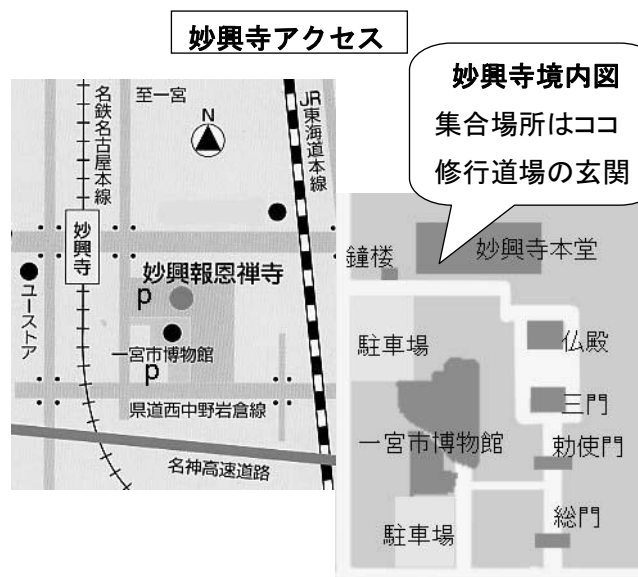 妙興寺アクセス
妙興寺境内図
集合場所はココ
修行道場の玄関
名鉄名古屋本線
至一宮
N
JR東海道本線
妙興寺
ユーストア
妙興報恩禅寺
p
一宮市博物館
p
県道西中野岩倉線
名神高速道路
鐘楼
妙興寺本堂
駐車場
仏殿
三門
一宮市博物館
勅使門
総門
駐車場